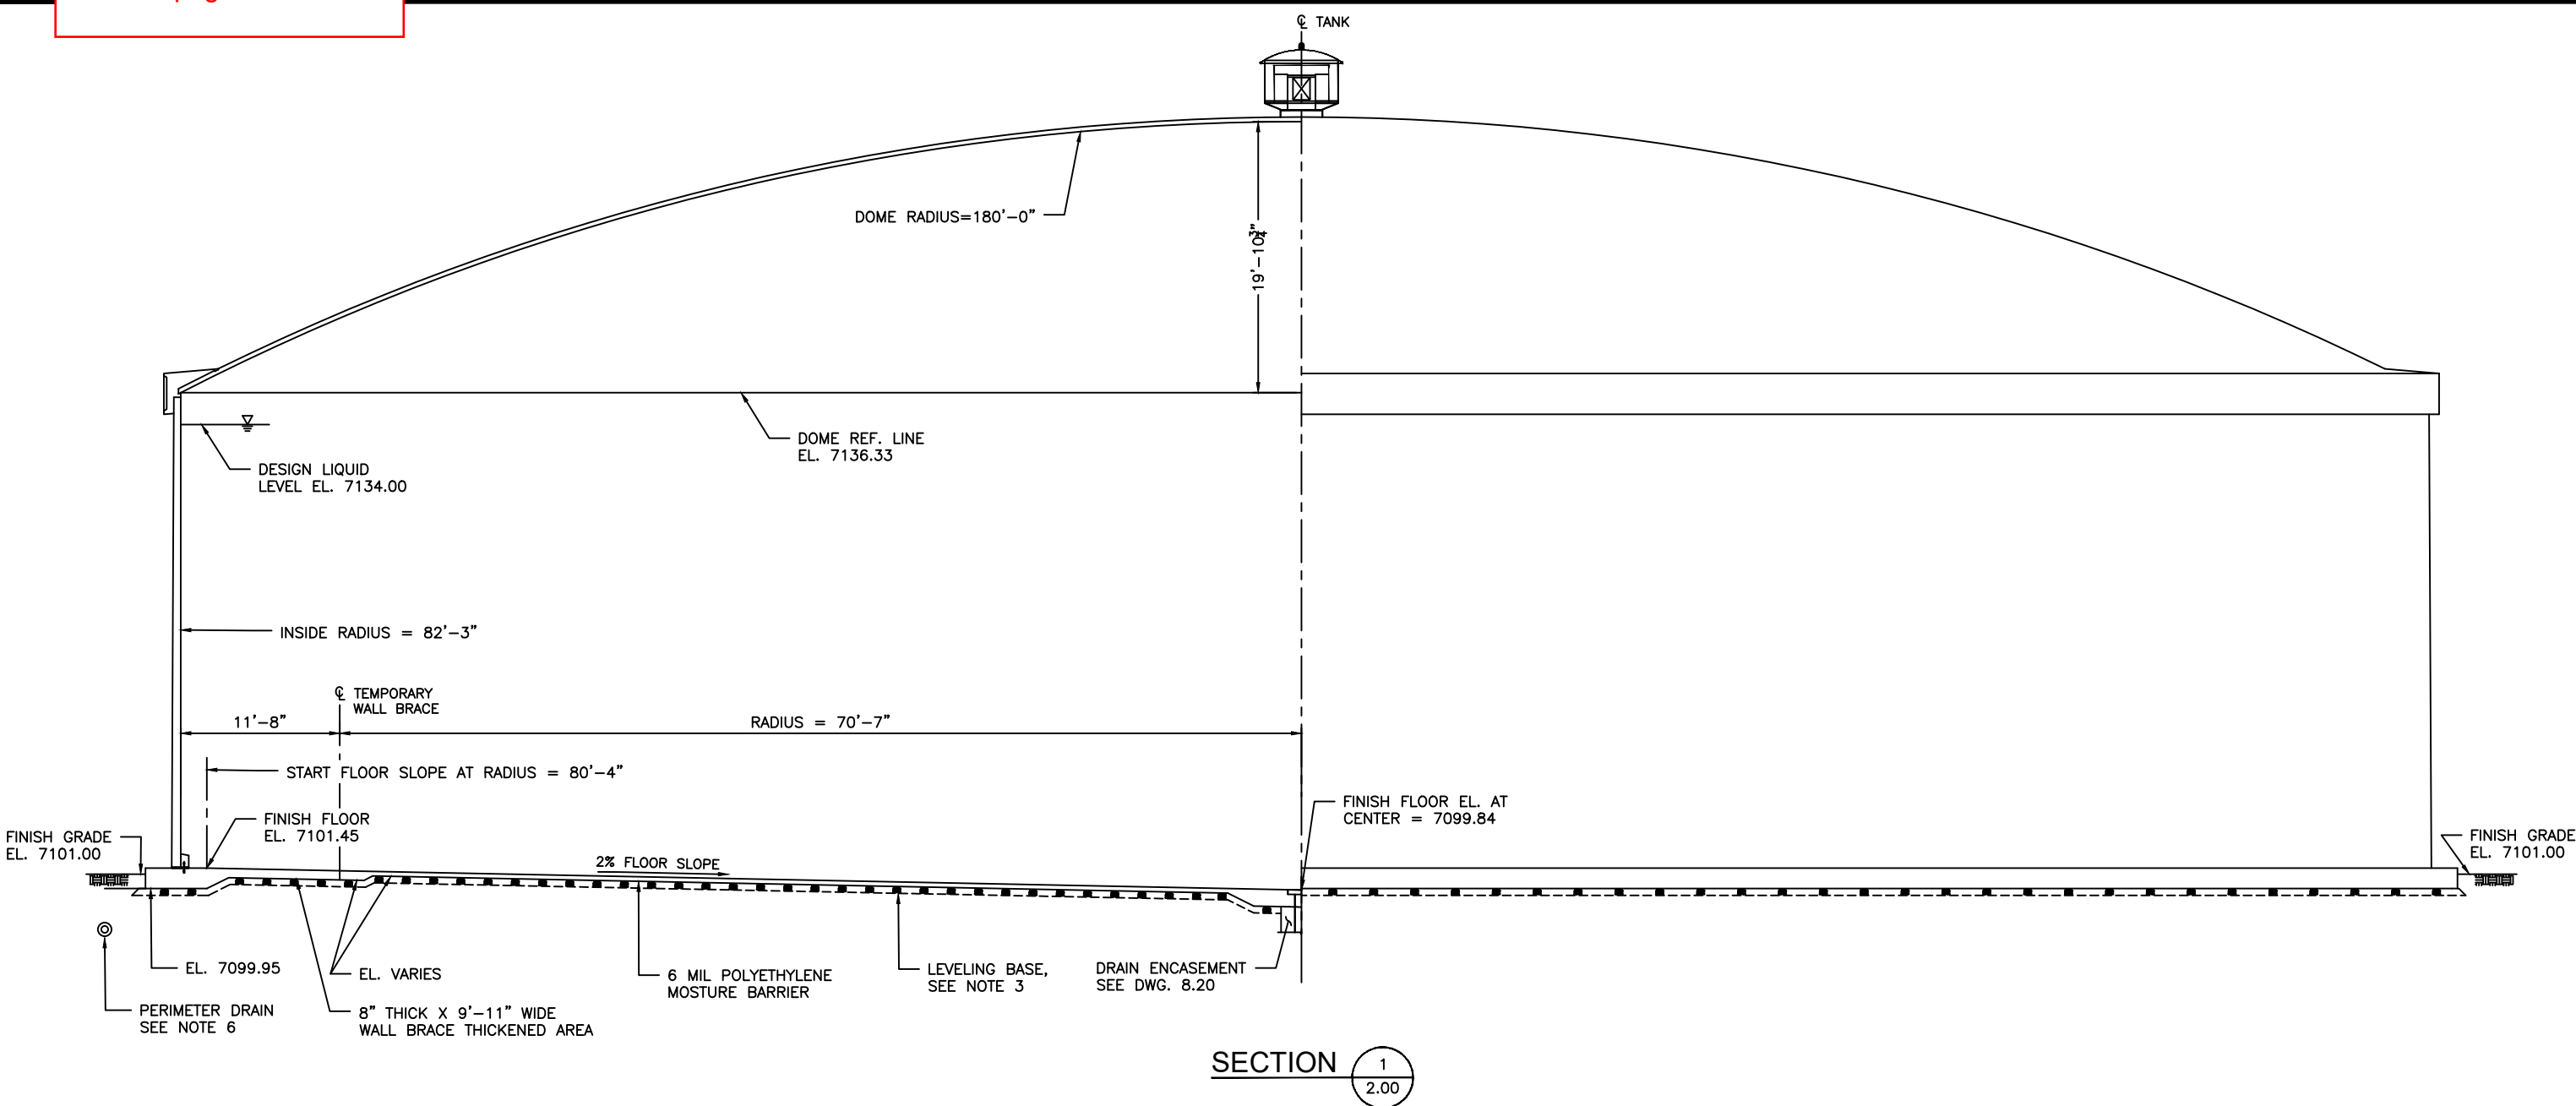 ℄ TANK
DOME RADIUS=180'-0"
19'-10¾"
DOME REF. LINE
EL. 7136.33
DESIGN LIQUID
LEVEL EL. 7134.00
INSIDE RADIUS = 82'-3"
℄ TEMPORARY
WALL BRACE
11'-8"
RADIUS = 70'-7"
START FLOOR SLOPE AT RADIUS = 80'-4"
FINISH FLOOR EL. AT
CENTER = 7099.84
FINISH FLOOR
EL. 7101.45
FINISH GRADE
EL. 7101.00
FINISH GRADE
EL. 7101.00
2% FLOOR SLOPE
EL. 7099.95
EL. VARIES
6 MIL POLYETHYLENE
MOSTURE BARRIER
LEVELING BASE,
SEE NOTE 3
DRAIN ENCASEMENT
SEE DWG. 8.20
PERIMETER DRAIN
SEE NOTE 6
8" THICK X 9'-11" WIDE
WALL BRACE THICKENED AREA
SECTION 1
2.00